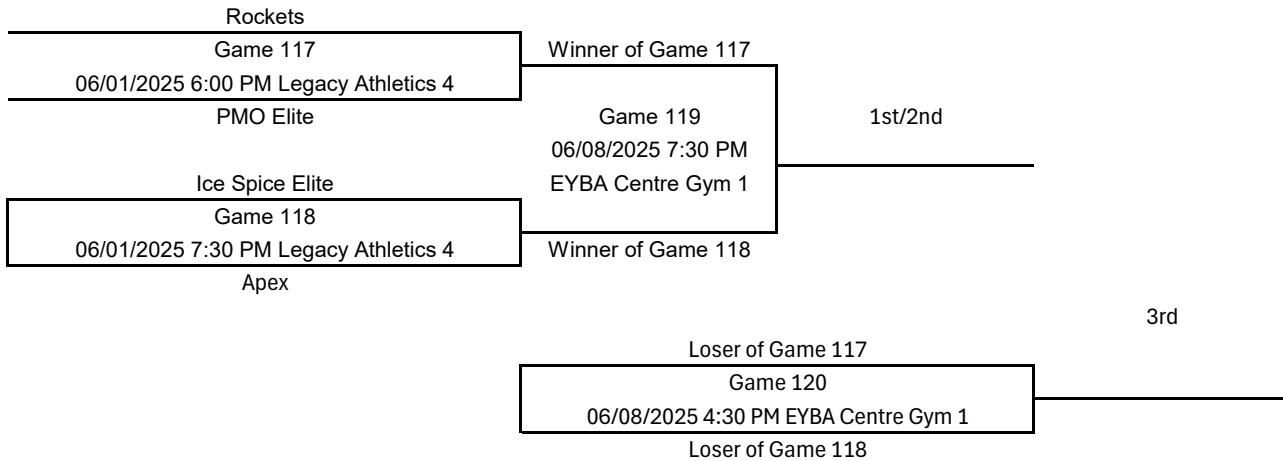 Rockets
Game 117
Winner of Game 117
06/01/2025 6:00 PM Legacy Athletics 4
PMO Elite
Game 119
1st/2nd
06/08/2025 7:30 PM
Ice Spice Elite
EYBA Centre Gym 1
Game 118
06/01/2025 7:30 PM Legacy Athletics 4
Winner of Game 118
Apex
3rd
Loser of Game 117
Game 120
06/08/2025 4:30 PM EYBA Centre Gym 1
Loser of Game 118